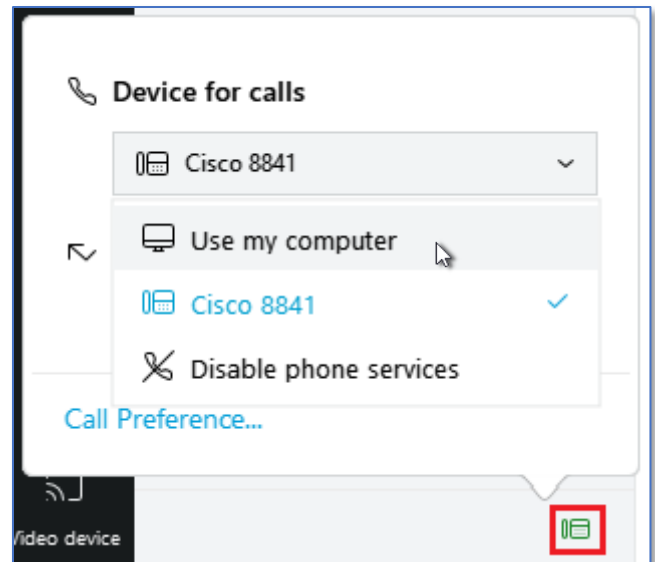 Device for calls
Cisco 8841
Use my computer
Cisco 8841
Disable phone services
Call Preference...
Video device